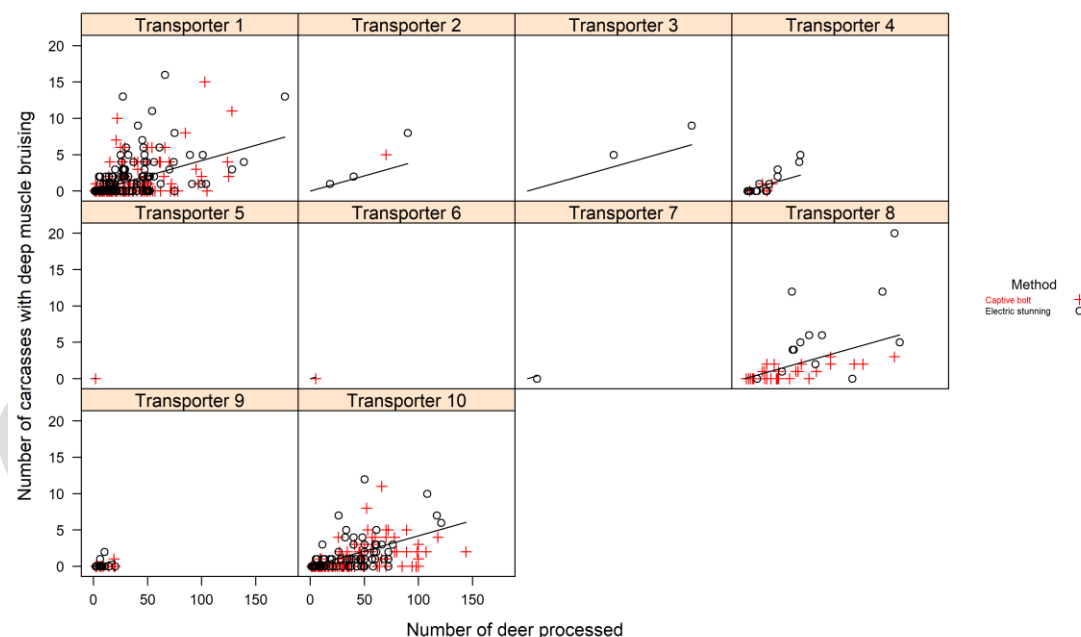 Transporter 1 Transporter 2 Transporter 3 Transporter 4
20
15
10
5
0
Transporter 5 Transporter 6 Transporter 7 Transporter 8
20
15
10
5
0
Transporter 9 Transporter 10
20
15
10
5
0
0 50 100 150 0 50 100 150
Number of carcasses with deep muscle bruising
Number of deer processed
Method
Captive bolt
Electric stunning